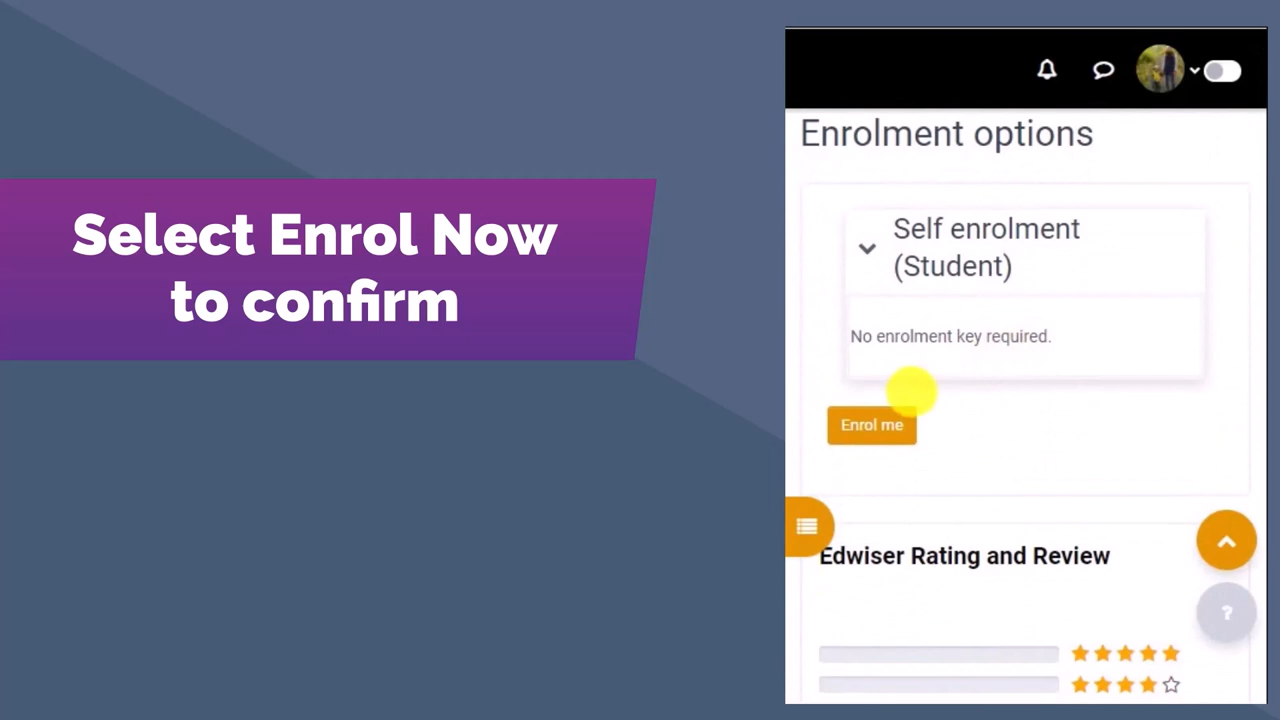 Select Enrol Now
to confirm
Enrolment options
Self enrolment
(Student)
No enrolment key required.
Enrol me
Edwiser Rating and Review
?